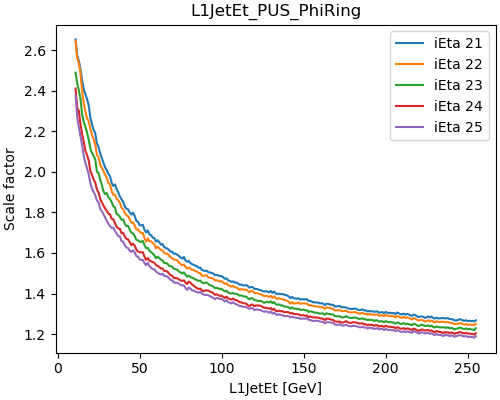 L1JetEt_PUS_PhiRing
Scale factor
2.6
2.4
2.2
2.0
1.8
1.6
1.4
1.2
iEta 21
iEta 22
iEta 23
iEta 24
iEta 25
0 50 100 150 200 250
L1JetEt [GeV]